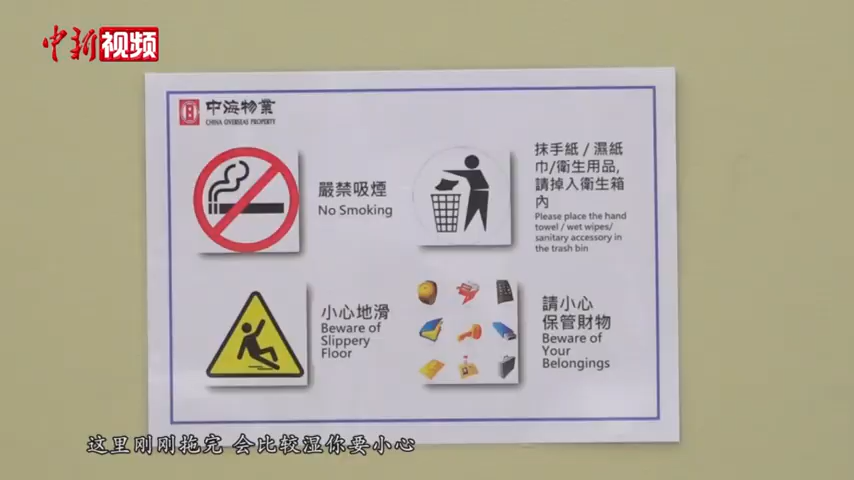 中新视频
中海物業
CHINA OVERSEAS PROPERTY
嚴禁吸煙
No Smoking
抹手紙 / 濕紙
巾/衛生用品,
請掉入衛生箱
內
Please place the hand
towel / wet wipes/
sanitary accessory in
the trash bin
小心地滑
Beware of
Slippery
Floor
請小心
保管財物
Beware of
Your
Belongings
这里刚刚拖完 会比较湿你要小心